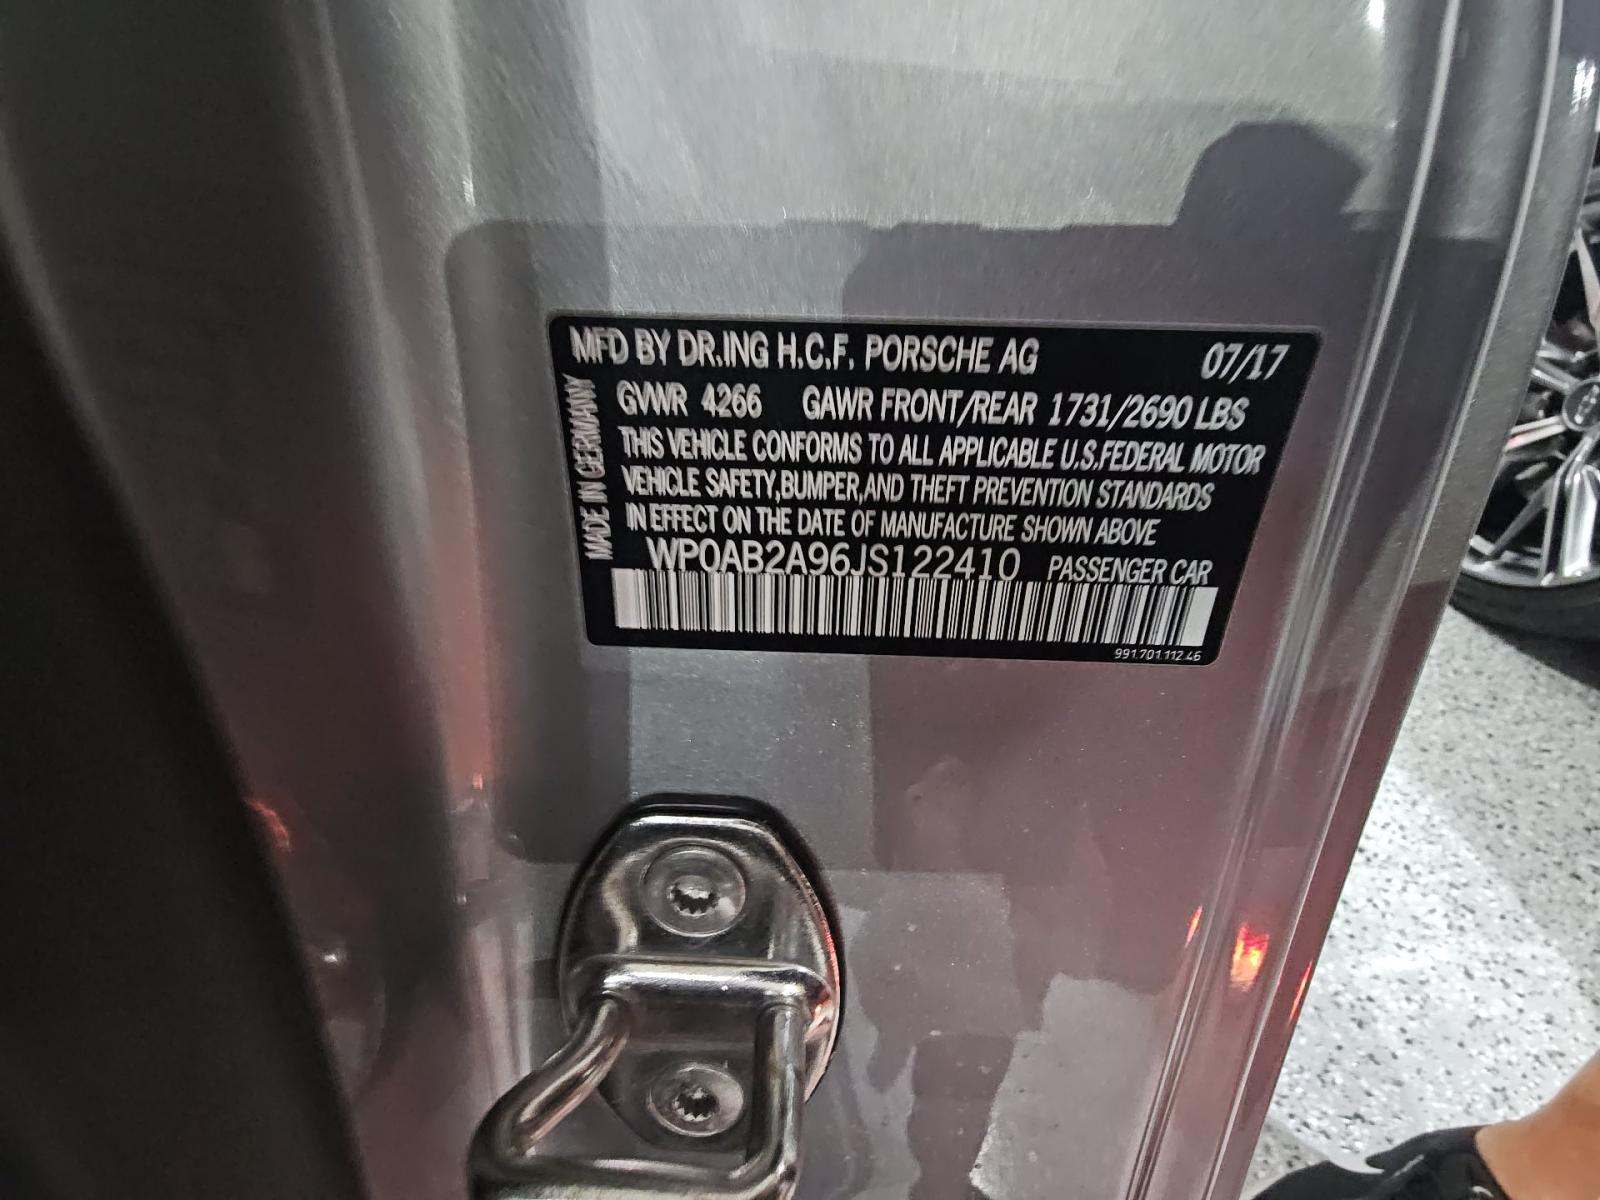 MFD BY DR.ING H.C.F. PORSCHE AG 07/17
GVWR 4266 GAWR FRONT/REAR 1731/2690 LBS
THIS VEHICLE CONFORMS TO ALL APPLICABLE U.S.FEDERAL MOTOR
VEHICLE SAFETY,BUMPER,AND THEFT PREVENTION STANDARDS
IN EFFECT ON THE DATE OF MANUFACTURE SHOWN ABOVE
WP0AB2A96JS122410 PASSENGER CAR
991.701.112.46
MADE IN GERMANY